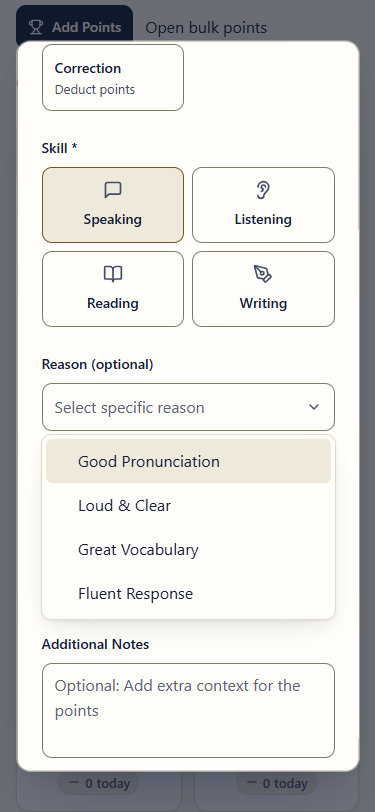 Add Points
Open bulk points
Correction
Deduct points
Skill *
Speaking
Listening
Reading
Writing
Reason (optional)
Select specific reason
Good Pronunciation
Loud & Clear
Great Vocabulary
Fluent Response
Additional Notes
Optional: Add extra context for the
points
— 0 today
— 0 today